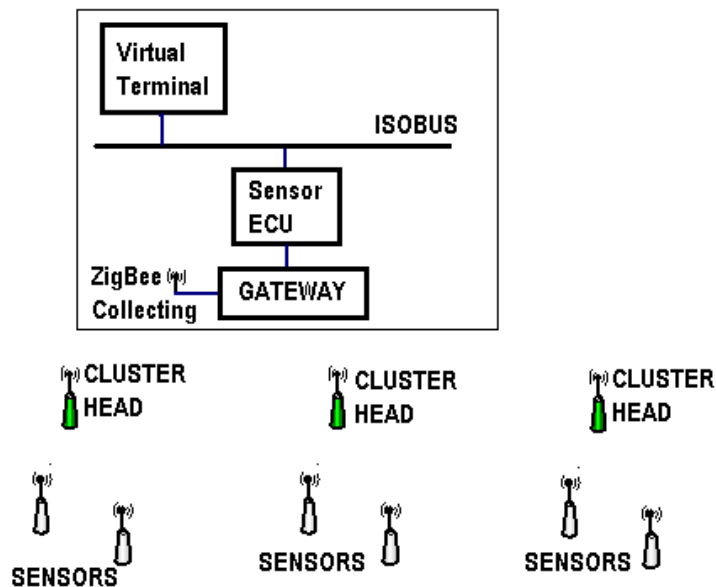 Virtual
Terminal
ISOBUS
Sensor
ECU
ZigBee
Collecting
GATEWAY
CLUSTER
HEAD
CLUSTER
HEAD
CLUSTER
HEAD
SENSORS
SENSORS
SENSORS